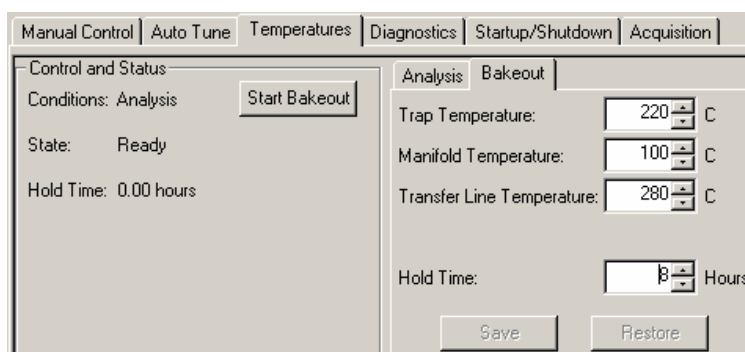 Manual Control Auto Tune Temperatures Diagnostics Startup/Shutdown Acquisition
Control and Status
Conditions: Analysis Start Bakeout
State: Ready
Hold Time: 0.00 hours
Analysis Bakeout
Trap Temperature: 220 C
Manifold Temperature: 100 C
Transfer Line Temperature: 280 C
Hold Time: 8 Hours
Save Restore